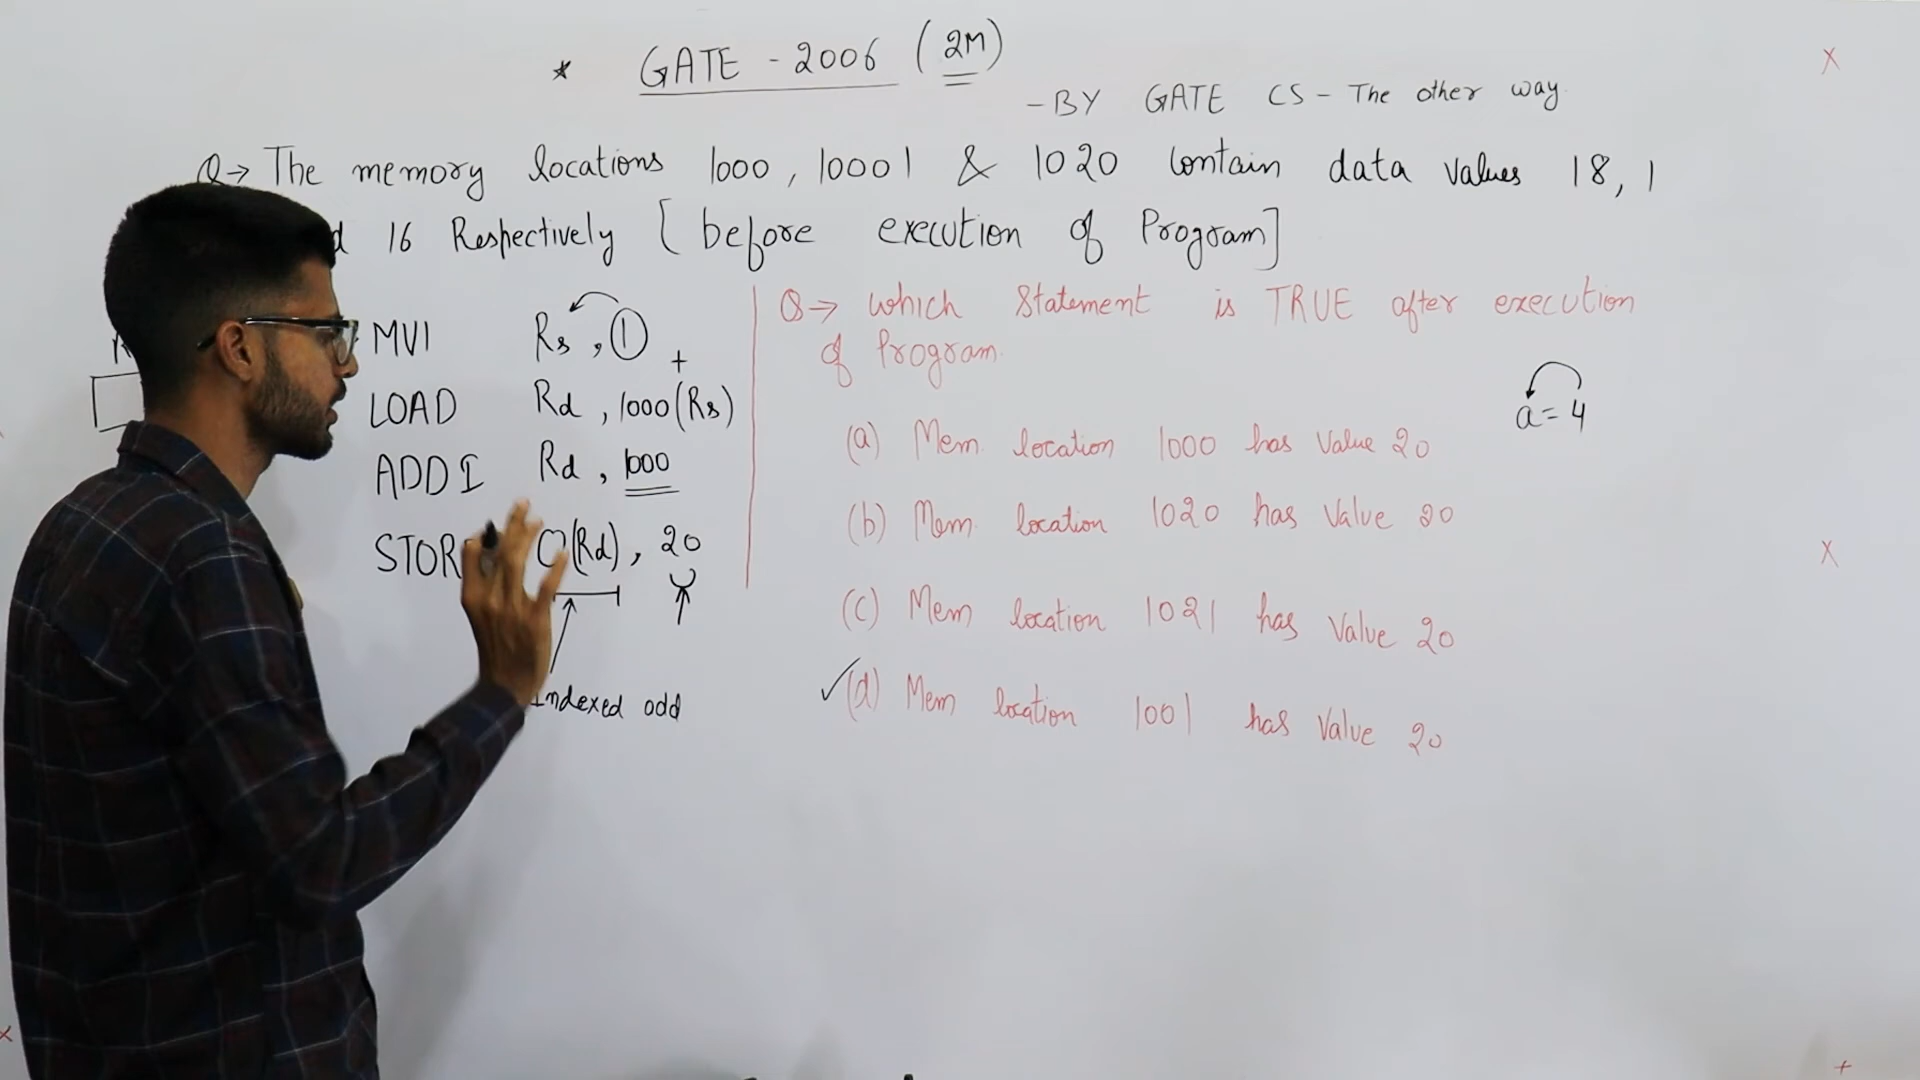 * GATE - 2006 (2M)
- BY GATE CS - The other way.
Q→ The memory locations 1000, 10001 & 1020 contain data values 18, 1
16 Respectively [before execution of Program]
MVI Rs, 1
+
LOAD Rd, 1000(Rs)
ADDI Rd, 1000
STOR 0(Rd), 20
Indexed add
Q→ which Statement is TRUE after execution
of Program.
a = 4
(a) Mem. location 1000 has value 20
(b) Mem. location 1020 has value 20
(c) Mem location 1021 has value 20
✓(d) Mem location 1001 has value 20